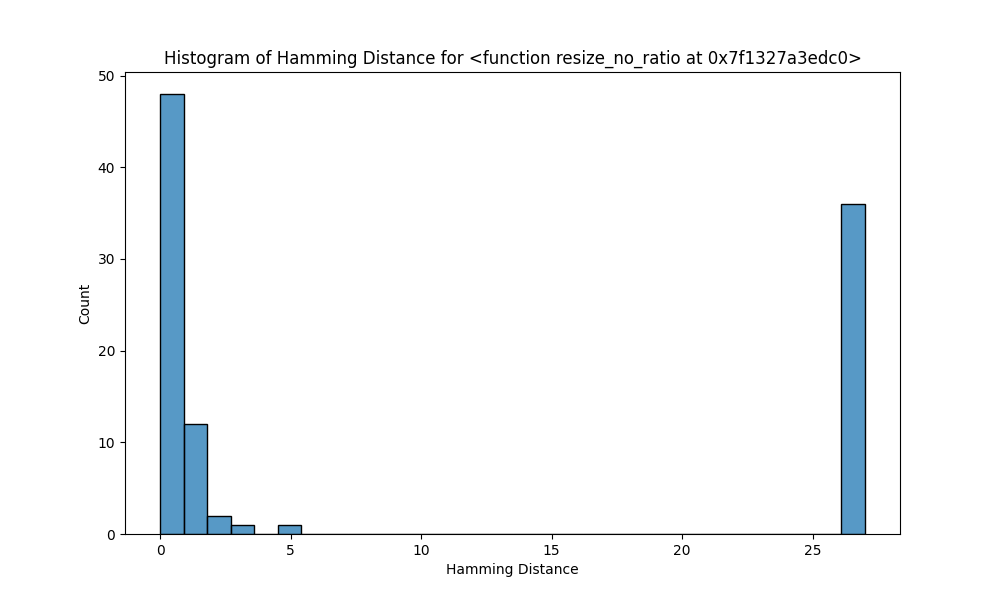 Histogram of Hamming Distance for <function resize_no_ratio at 0x7f1327a3edc0>
50
40
30
20
10
0
Count
0 5 10 15 20 25
Hamming Distance